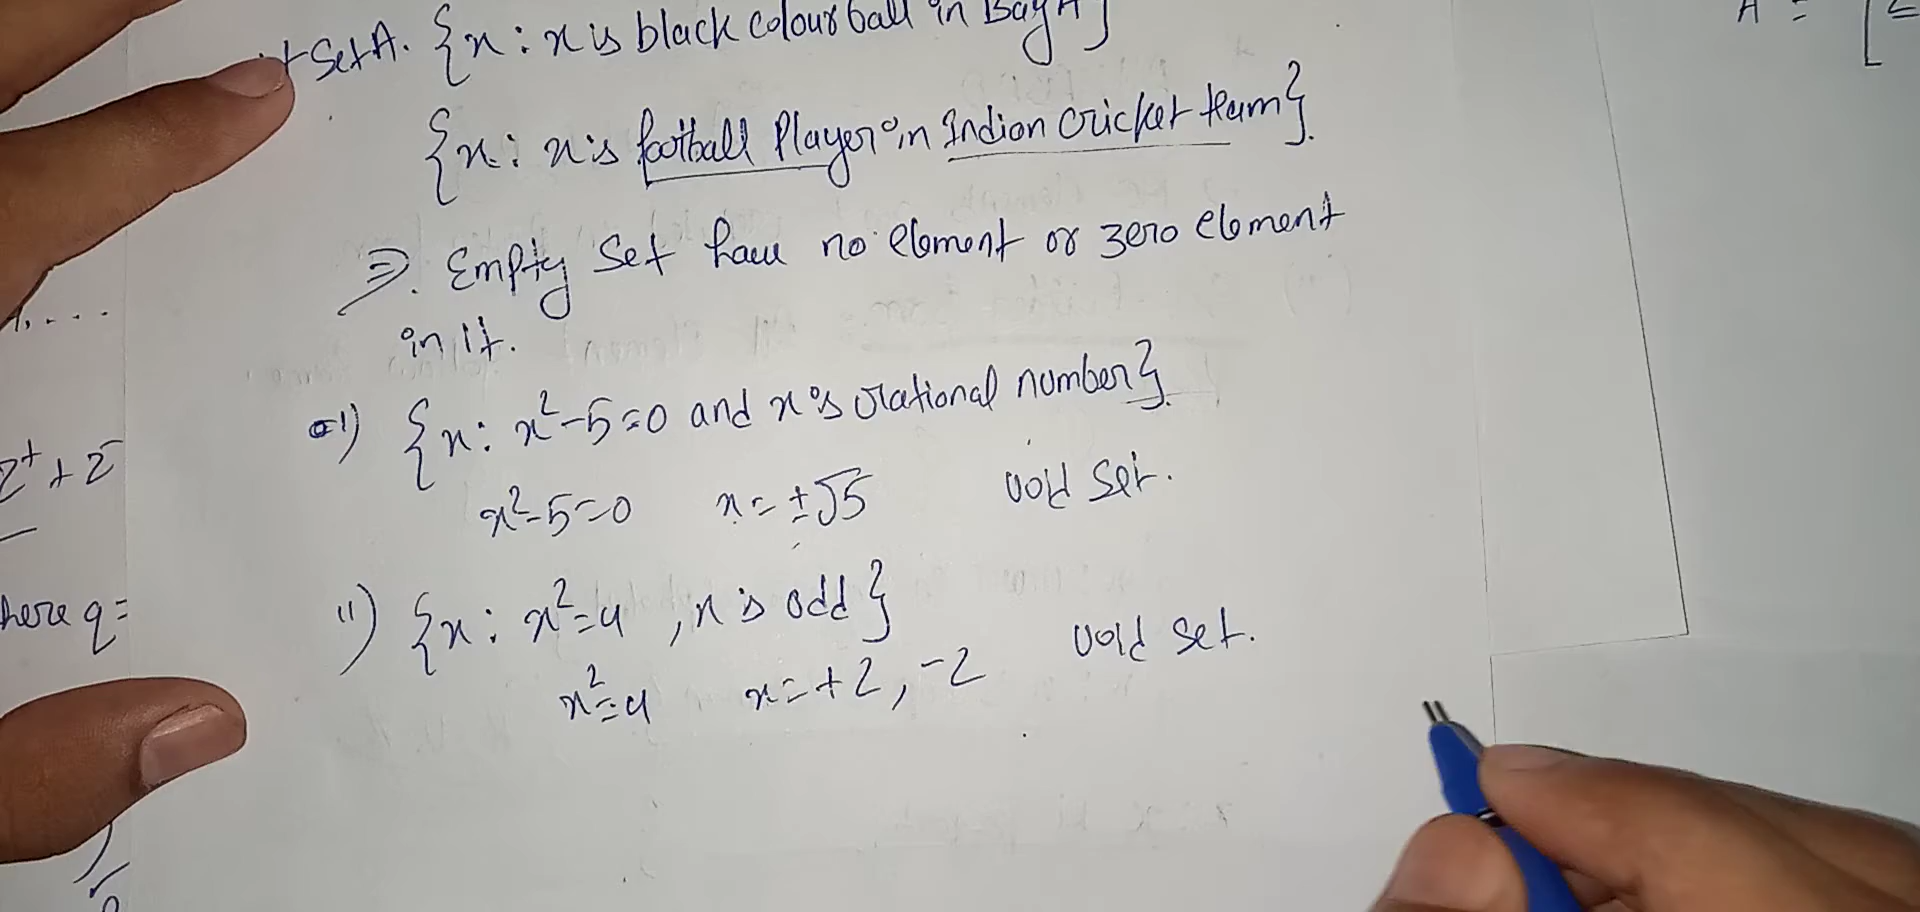 Set A. {x : x is black colour ball in Bag A}
{x : x is football Player in Indian Cricket team}.
⇒. Empty Set have no element or zero element
in It.
i) {x : x²-5=0 and x is rational number}.
x²-5=0 x=±√5 void set.
ii) {x : x²=4, x is odd}
x²=4 x=+2, -2 void set.
A =
here q=